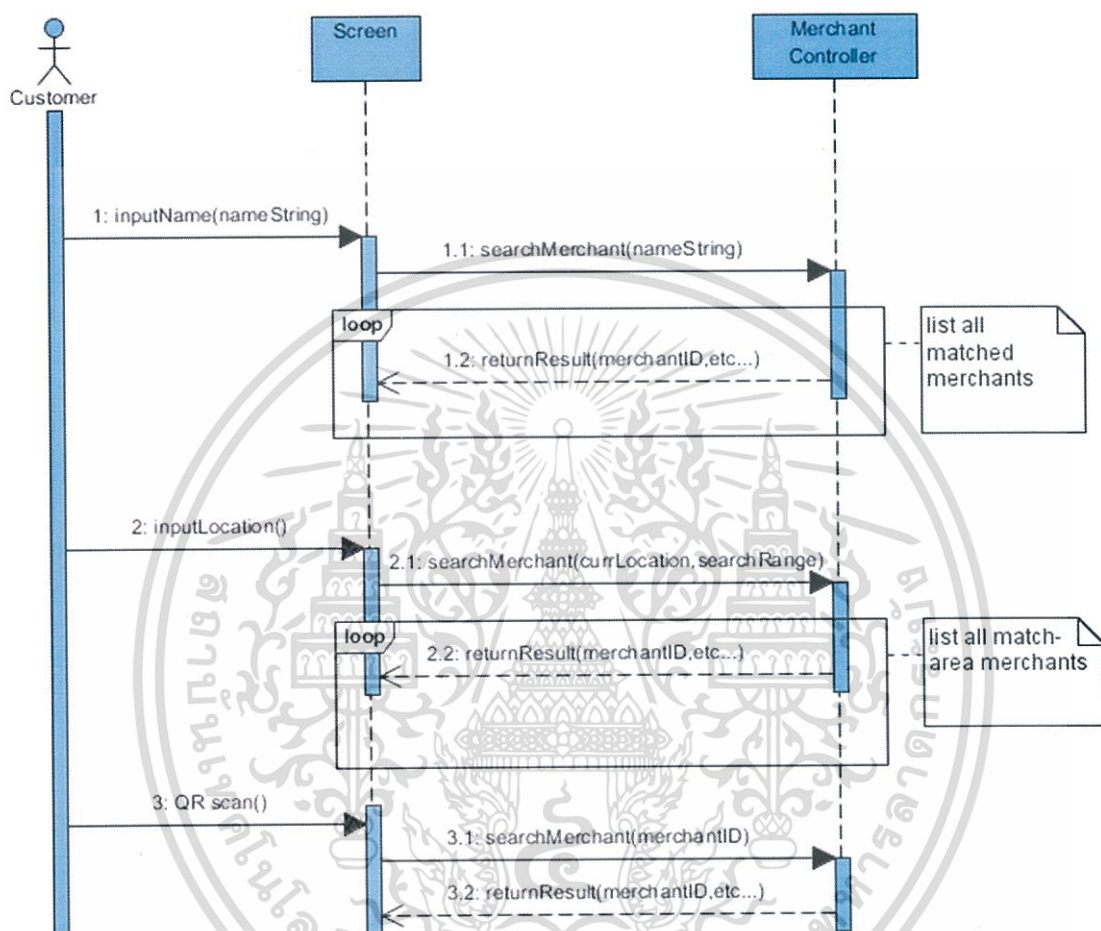 Screen
Merchant
Controller
Customer
1: inputName(nameString)
1.1: searchMerchant(nameString)
loop
list all
matched
merchants
1.2: returnResult(merchantID,etc...)
2: inputLocation()
2.1: searchMerchant(currLocation,searchRange)
loop
list all match-
area merchants
2.2: returnResult(merchantID,etc...)
3: QR scan()
3.1: searchMerchant(merchantID)
3.2: returnResult(merchantID,etc...)